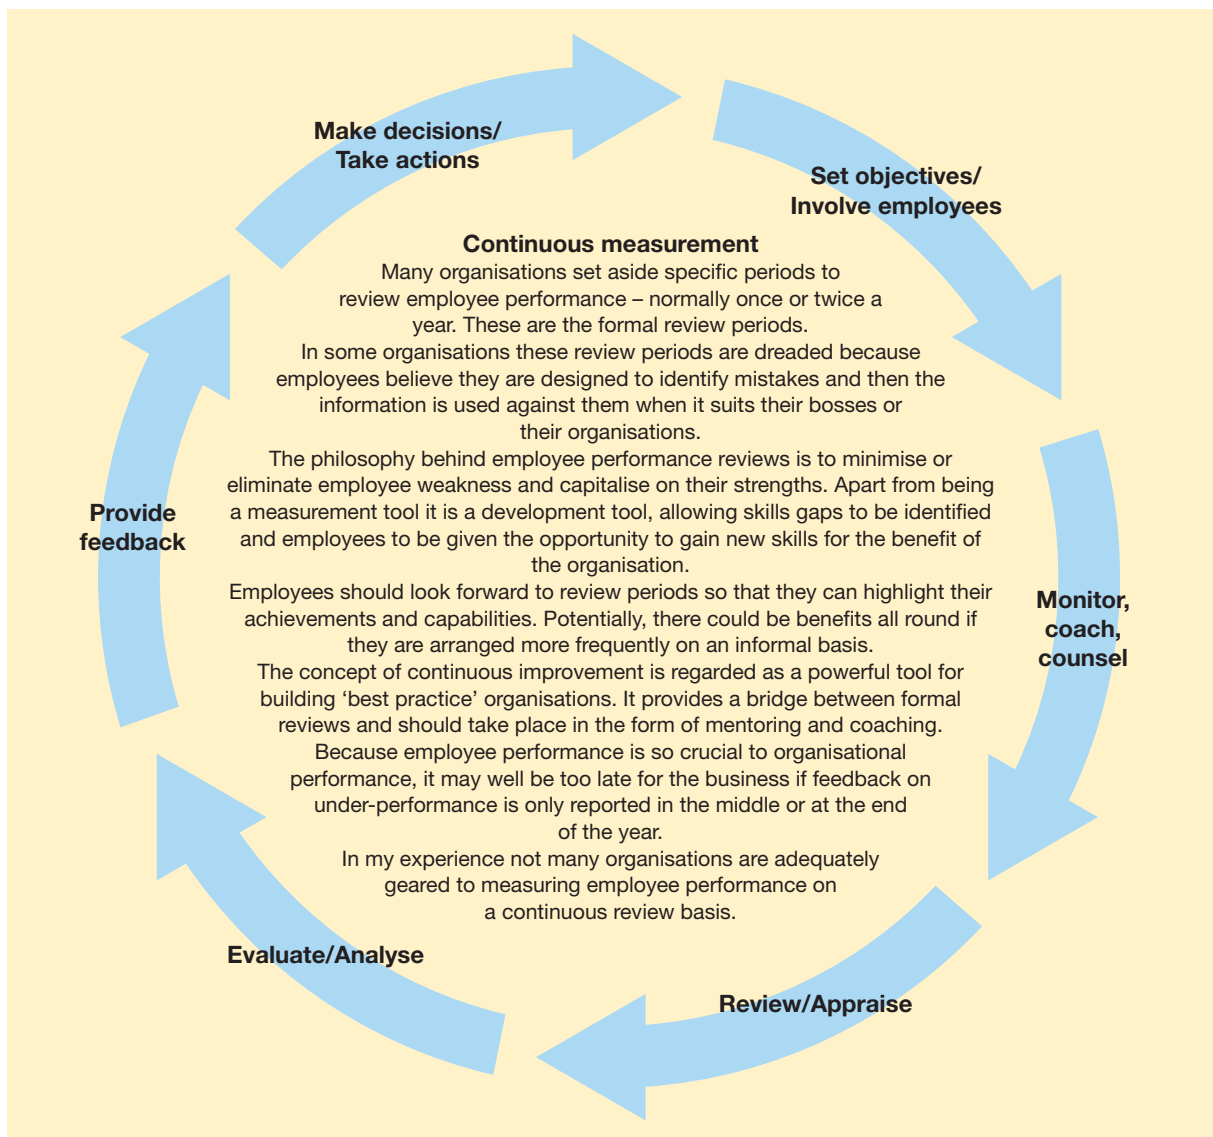 Make decisions/
Take actions
Set objectives/
Involve employees
Continuous measurement
Many organisations set aside specific periods to
review employee performance – normally once or twice a
year. These are the formal review periods.
In some organisations these review periods are dreaded because
employees believe they are designed to identify mistakes and then the
information is used against them when it suits their bosses or
their organisations.
The philosophy behind employee performance reviews is to minimise or
eliminate employee weakness and capitalise on their strengths. Apart from being
a measurement tool it is a development tool, allowing skills gaps to be identified
and employees to be given the opportunity to gain new skills for the benefit of
the organisation.
Employees should look forward to review periods so that they can highlight their
achievements and capabilities. Potentially, there could be benefits all round if
they are arranged more frequently on an informal basis.
The concept of continuous improvement is regarded as a powerful tool for
building ‘best practice’ organisations. It provides a bridge between formal
reviews and should take place in the form of mentoring and coaching.
Because employee performance is so crucial to organisational
performance, it may well be too late for the business if feedback on
under-performance is only reported in the middle or at the end
of the year.
In my experience not many organisations are adequately
geared to measuring employee performance on
a continuous review basis.
Provide
feedback
Monitor,
coach,
counsel
Evaluate/Analyse
Review/Appraise